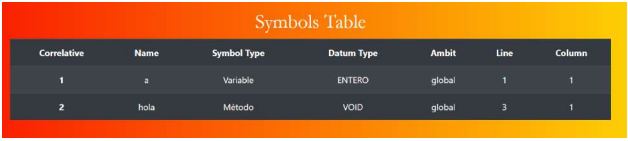 Symbols Table
Correlative Name Symbol Type Datum Type Ambit Line Column
1 a Variable ENTERO global 1 1
2 hola Método VOID global 3 1